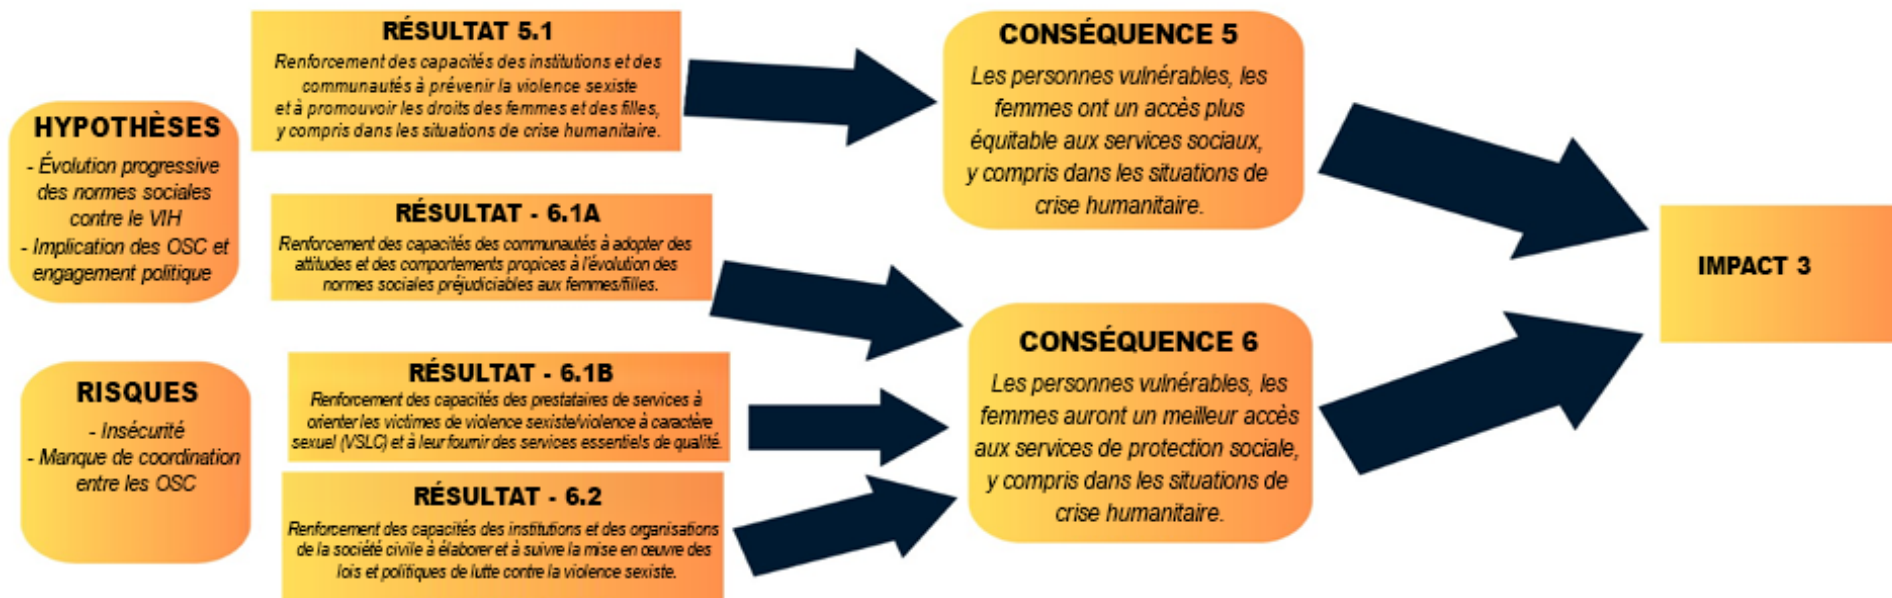 HYPOTHÈSES
- Évolution progressive
des normes sociales
contre le VIH
- Implication des OSC et
engagement politique
RISQUES
- Insécurité
- Manque de coordination
entre les OSC
RÉSULTAT 5.1
Renforcement des capacités des institutions et des
communautés à prévenir la violence sexiste
et à promouvoir les droits des femmes et des filles,
y compris dans les situations de crise humanitaire.
RÉSULTAT - 6.1A
Renforcement des capacités des communautés à adopter des
attitudes et des comportements propices à l'évolution des
normes sociales préjudiciables aux femmes/filles.
RÉSULTAT - 6.1B
Renforcement des capacités des prestataires de services à
orienter les victimes de violence sexiste/violence à caractère
sexuel (VSLC) et à leur fournir des services essentiels de qualité.
RÉSULTAT - 6.2
Renforcement des capacités des institutions et des organisations
de la société civile à élaborer et à suivre la mise en œuvre des
lois et politiques de lutte contre la violence sexiste.
CONSÉQUENCE 5
Les personnes vulnérables, les
femmes ont un accès plus
équitable aux services sociaux,
y compris dans les situations de
crise humanitaire.
CONSÉQUENCE 6
Les personnes vulnérables, les
femmes auront un meilleur accès
aux services de protection sociale,
y compris dans les situations de
crise humanitaire.
IMPACT 3